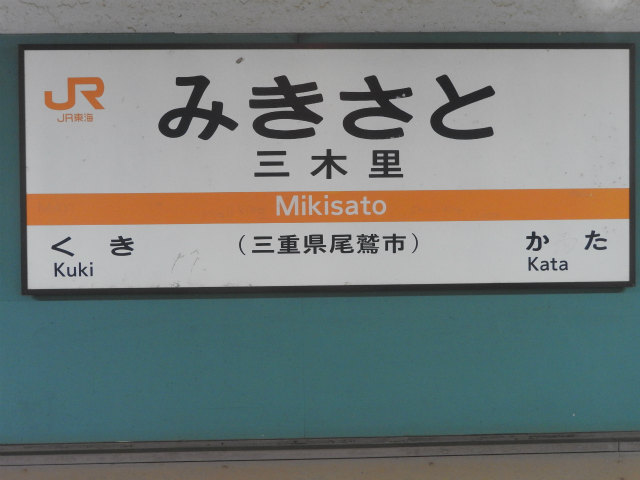 JR
JR東海
みきさと
三木里
Mikisato
くき
Kuki
(三重県尾鷲市)
かた
Kata